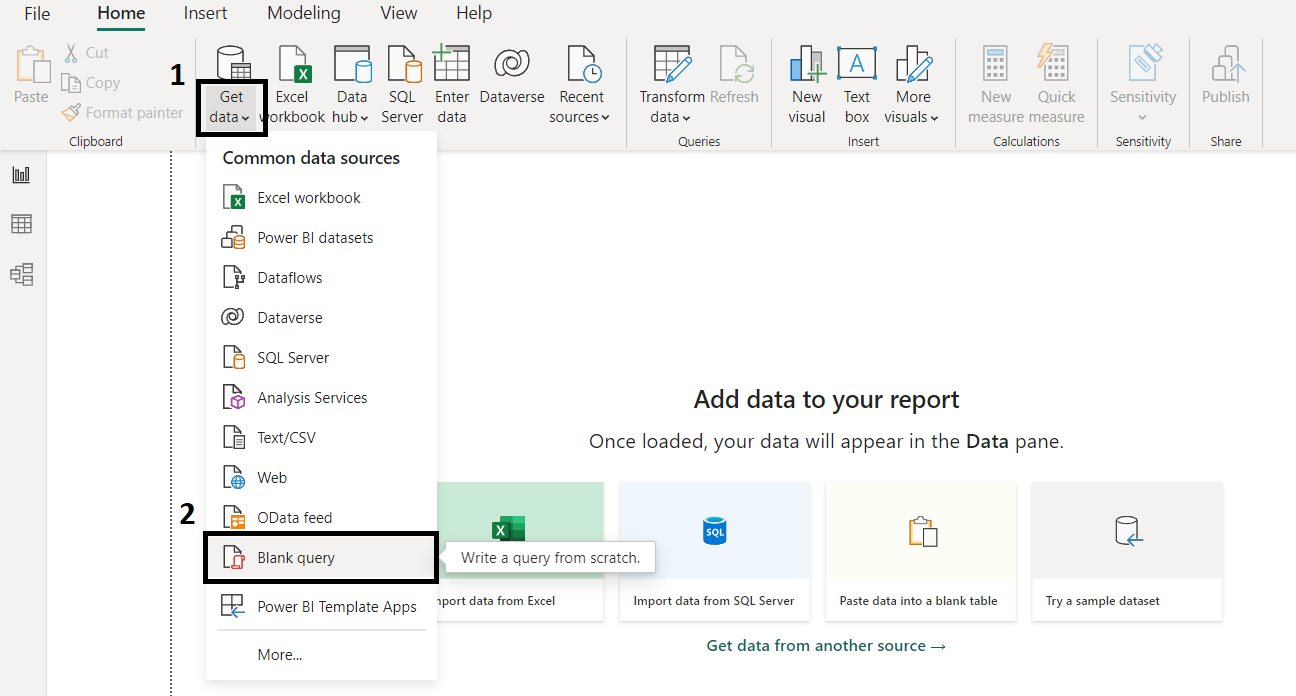 File Home Insert Modeling View Help
1
Paste
Cut
Copy
Format painter
Clipboard
Get data
Excel workbook
Data hub
SQL Server
Enter data
Dataverse
Recent sources
Transform data
Refresh
Queries
New visual
Text box
A
More visuals
Insert
New measure
Quick measure
Calculations
Sensitivity
Sensitivity
Publish
Share
Common data sources
Excel workbook
Power BI datasets
Dataflows
Dataverse
SQL Server
Analysis Services
Text/CSV
Web
OData feed
2
Blank query
Write a query from scratch.
Power BI Template Apps
More...
Add data to your report
Once loaded, your data will appear in the Data pane.
X
SQL
mport data from Excel
Import data from SQL Server
Paste data into a blank table
Try a sample dataset
Get data from another source →